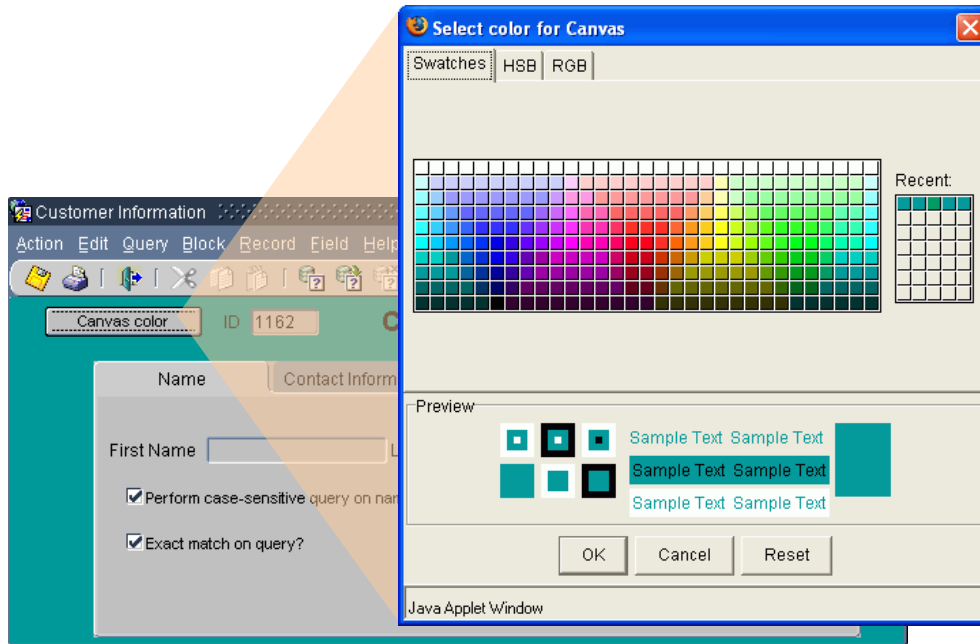 Select color for Canvas
Swatches HSB RGB
Recent:
Customer Information
Action Edit Query Block Record Field Help
Canvas color ID 1162 C
Name Contact Inform
First Name L
Perform case-sensitive query on nam
Exact match on query?
Preview
Sample Text Sample Text
Sample Text Sample Text
Sample Text Sample Text
OK Cancel Reset
Java Applet Window